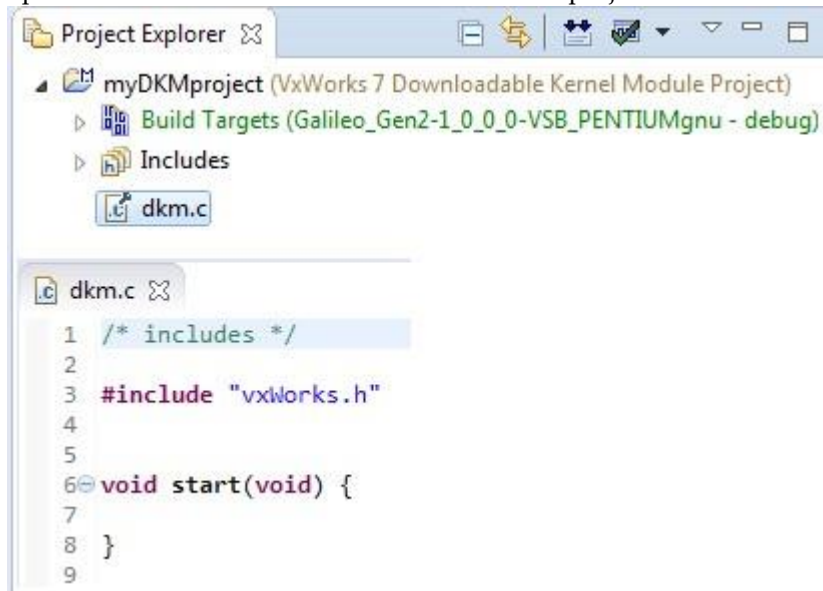 Project Explorer
myDKMproject (VxWorks 7 Downloadable Kernel Module Project)
Build Targets (Galileo_Gen2-1_0_0_0-VSB_PENTIUMgnu - debug)
Includes
.c dkm.c
.c dkm.c
1 /* includes */
2
3 #include "vxWorks.h"
4
5
6 void start(void) {
7
8 }
9